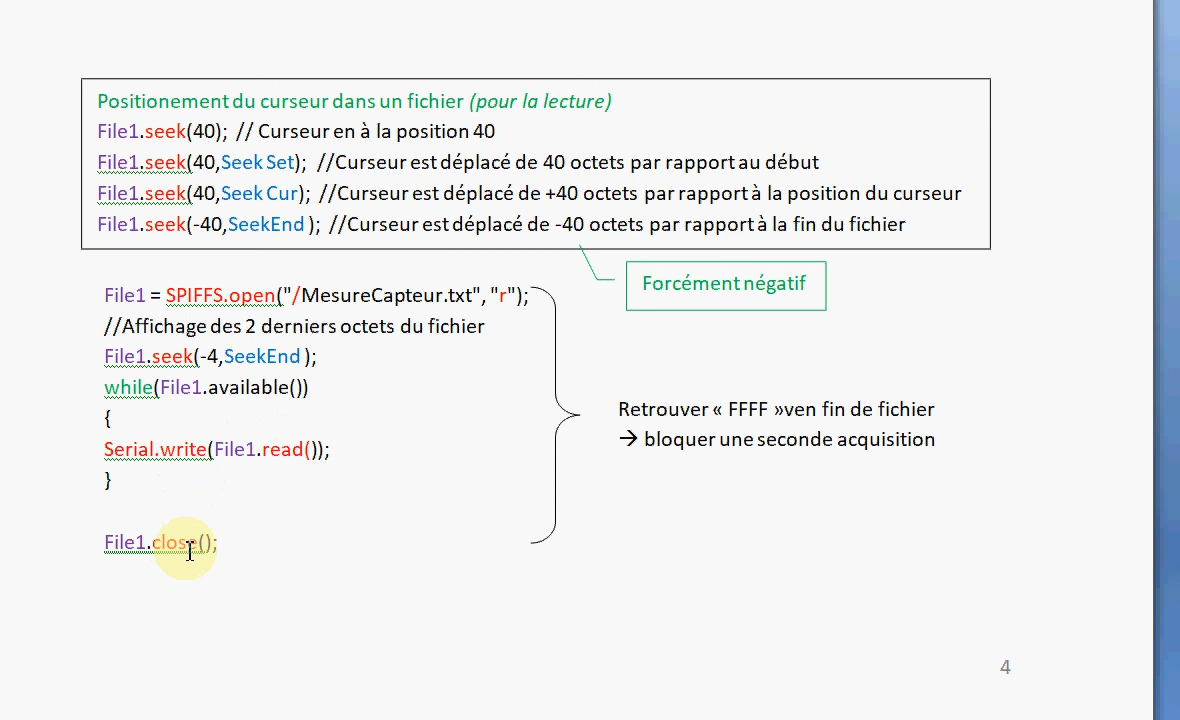 Positionement du curseur dans un fichier (pour la lecture)
File1.seek(40); // Curseur en à la position 40
File1.seek(40,Seek Set); //Curseur est déplacé de 40 octets par rapport au début
File1.seek(40,Seek Cur); //Curseur est déplacé de +40 octets par rapport à la position du curseur
File1.seek(-40,SeekEnd ); //Curseur est déplacé de -40 octets par rapport à la fin du fichier
Forcément négatif
File1 = SPIFFS.open("/MesureCapteur.txt", "r");
//Affichage des 2 derniers octets du fichier
File1.seek(-4,SeekEnd );
while(File1.available())
{
Serial.write(File1.read());
}
File1.close();
Retrouver « FFFF »ven fin de fichier
→ bloquer une seconde acquisition
4